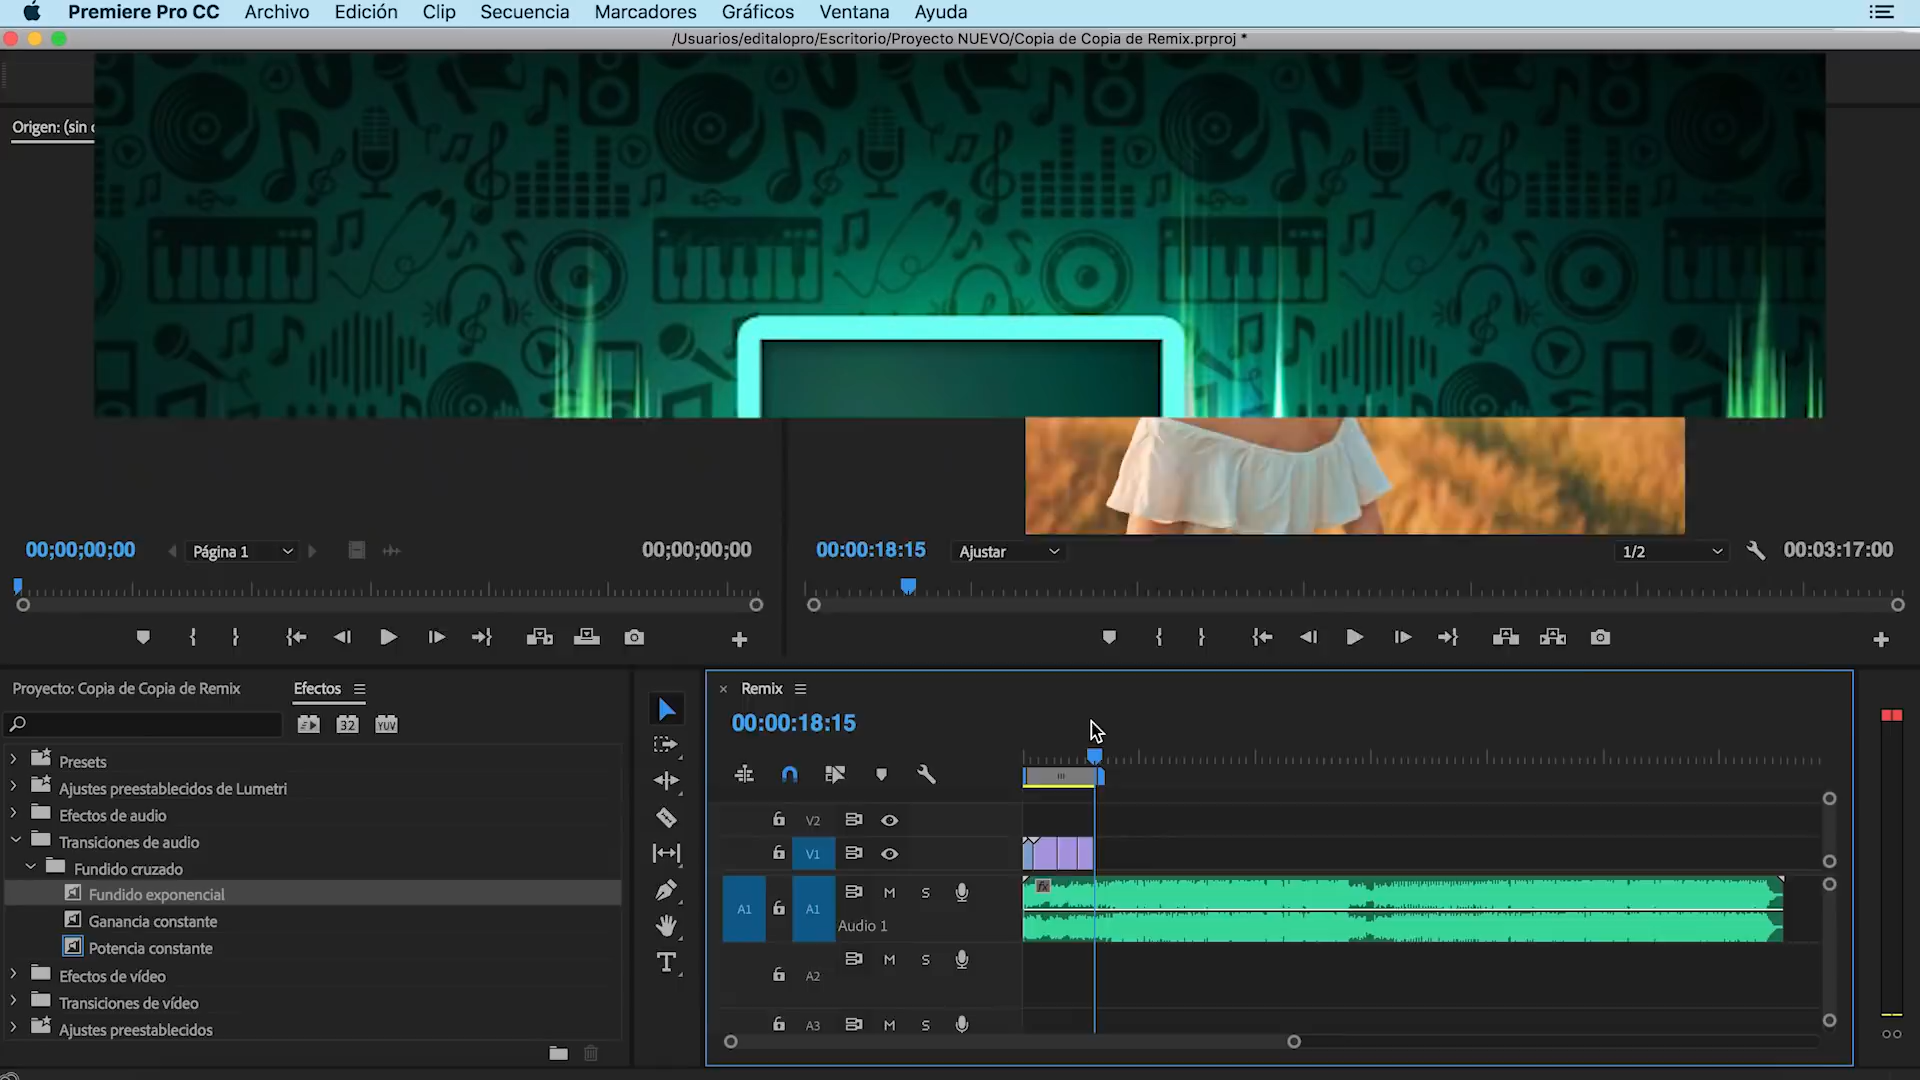 Premiere Pro CC Archivo Edición Clip Secuencia Marcadores Gráficos Ventana Ayuda
/Usuarios/editalopro/Escritorio/Proyecto NUEVO/Copia de Copia de Remix.prproj *
Origen: (sin
00;00;00;00 Página 1 00;00;00;00
00:00:18:15 Ajustar 1/2 00:03:17:00
Proyecto: Copia de Copia de Remix Efectos
32 YUV
Presets
Ajustes preestablecidos de Lumetri
Efectos de audio
Transiciones de audio
Fundido cruzado
Fundido exponencial
Ganancia constante
Potencia constante
Efectos de vídeo
Transiciones de vídeo
Ajustes preestablecidos
T
Remix
00:00:18:15
V2
V1
A1 A1 M S
Audio 1
fx
A2 M S
A3 M S